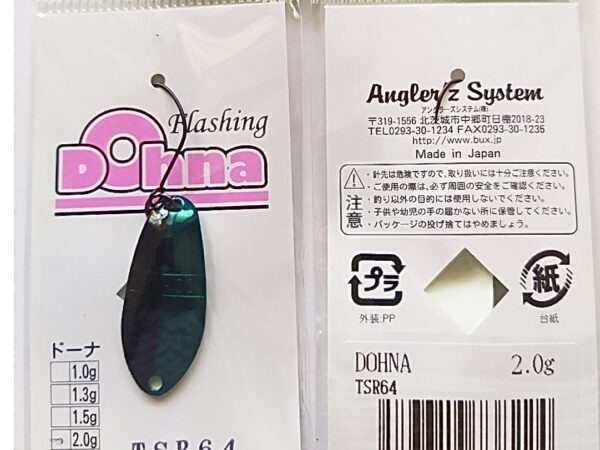 Flashing
Dohna
ドーナ
1.0g
1.3g
1.5g
2.0g
TSR64
Angler'z System
アングラーズシステム(株)
〒319-1556 北茨城市中郷町日棚2018-23
TEL0293-30-1234 FAX0293-30-1235
http://www.bux.jp
Made in Japan
注意
・針先は危険ですので、取り扱いには十分ご注意ください。
・ご使用の際は、必ず周囲の安全をご確認ください。
・釣り以外の目的には使用しないでください。
・子供や幼児の手の届かない所に保管してください。
・パッケージの投げ捨てはやめましょう。
プラ
外装:PP
紙
台紙
DOHNA 2.0g
TSR64